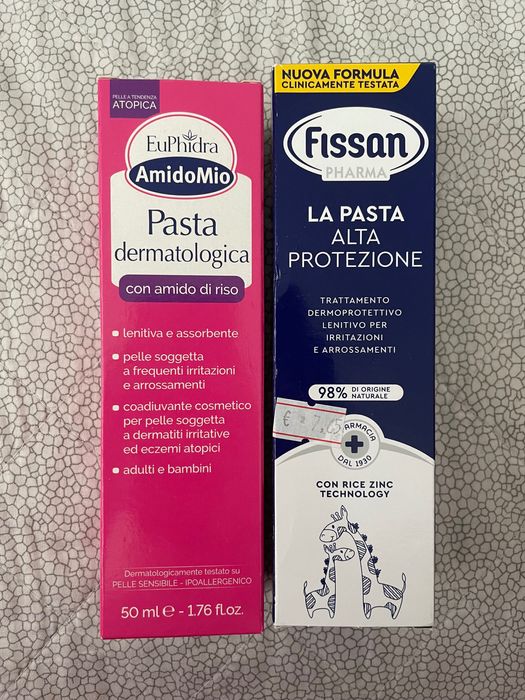 PELLE A TENDENZA
ATOPICA
EuPhidra
AmidoMio
Pasta
dermatologica
con amido di riso
lenitiva e assorbente
pelle soggetta
a frequenti irritazioni
e arrossamenti
coadiuvante cosmetico
per pelle soggetta
a dermatiti irritative
ed eczemi atopici
adulti e bambini
Dermatologicamente testato su
PELLE SENSIBILE - IPOALLERGENICO
50 ml e - 1.76 fl.oz.
NUOVA FORMULA
CLINICAMENTE TESTATA
Fissan
PHARMA
LA PASTA
ALTA
PROTEZIONE
TRATTAMENTO
DERMOPROTETTIVO
LENITIVO PER
IRRITAZIONI
E ARROSSAMENTI
98% DI ORIGINE
NATURALE
€
FARMACIA
DAL 1930
CON RICE ZINC
TECHNOLOGY